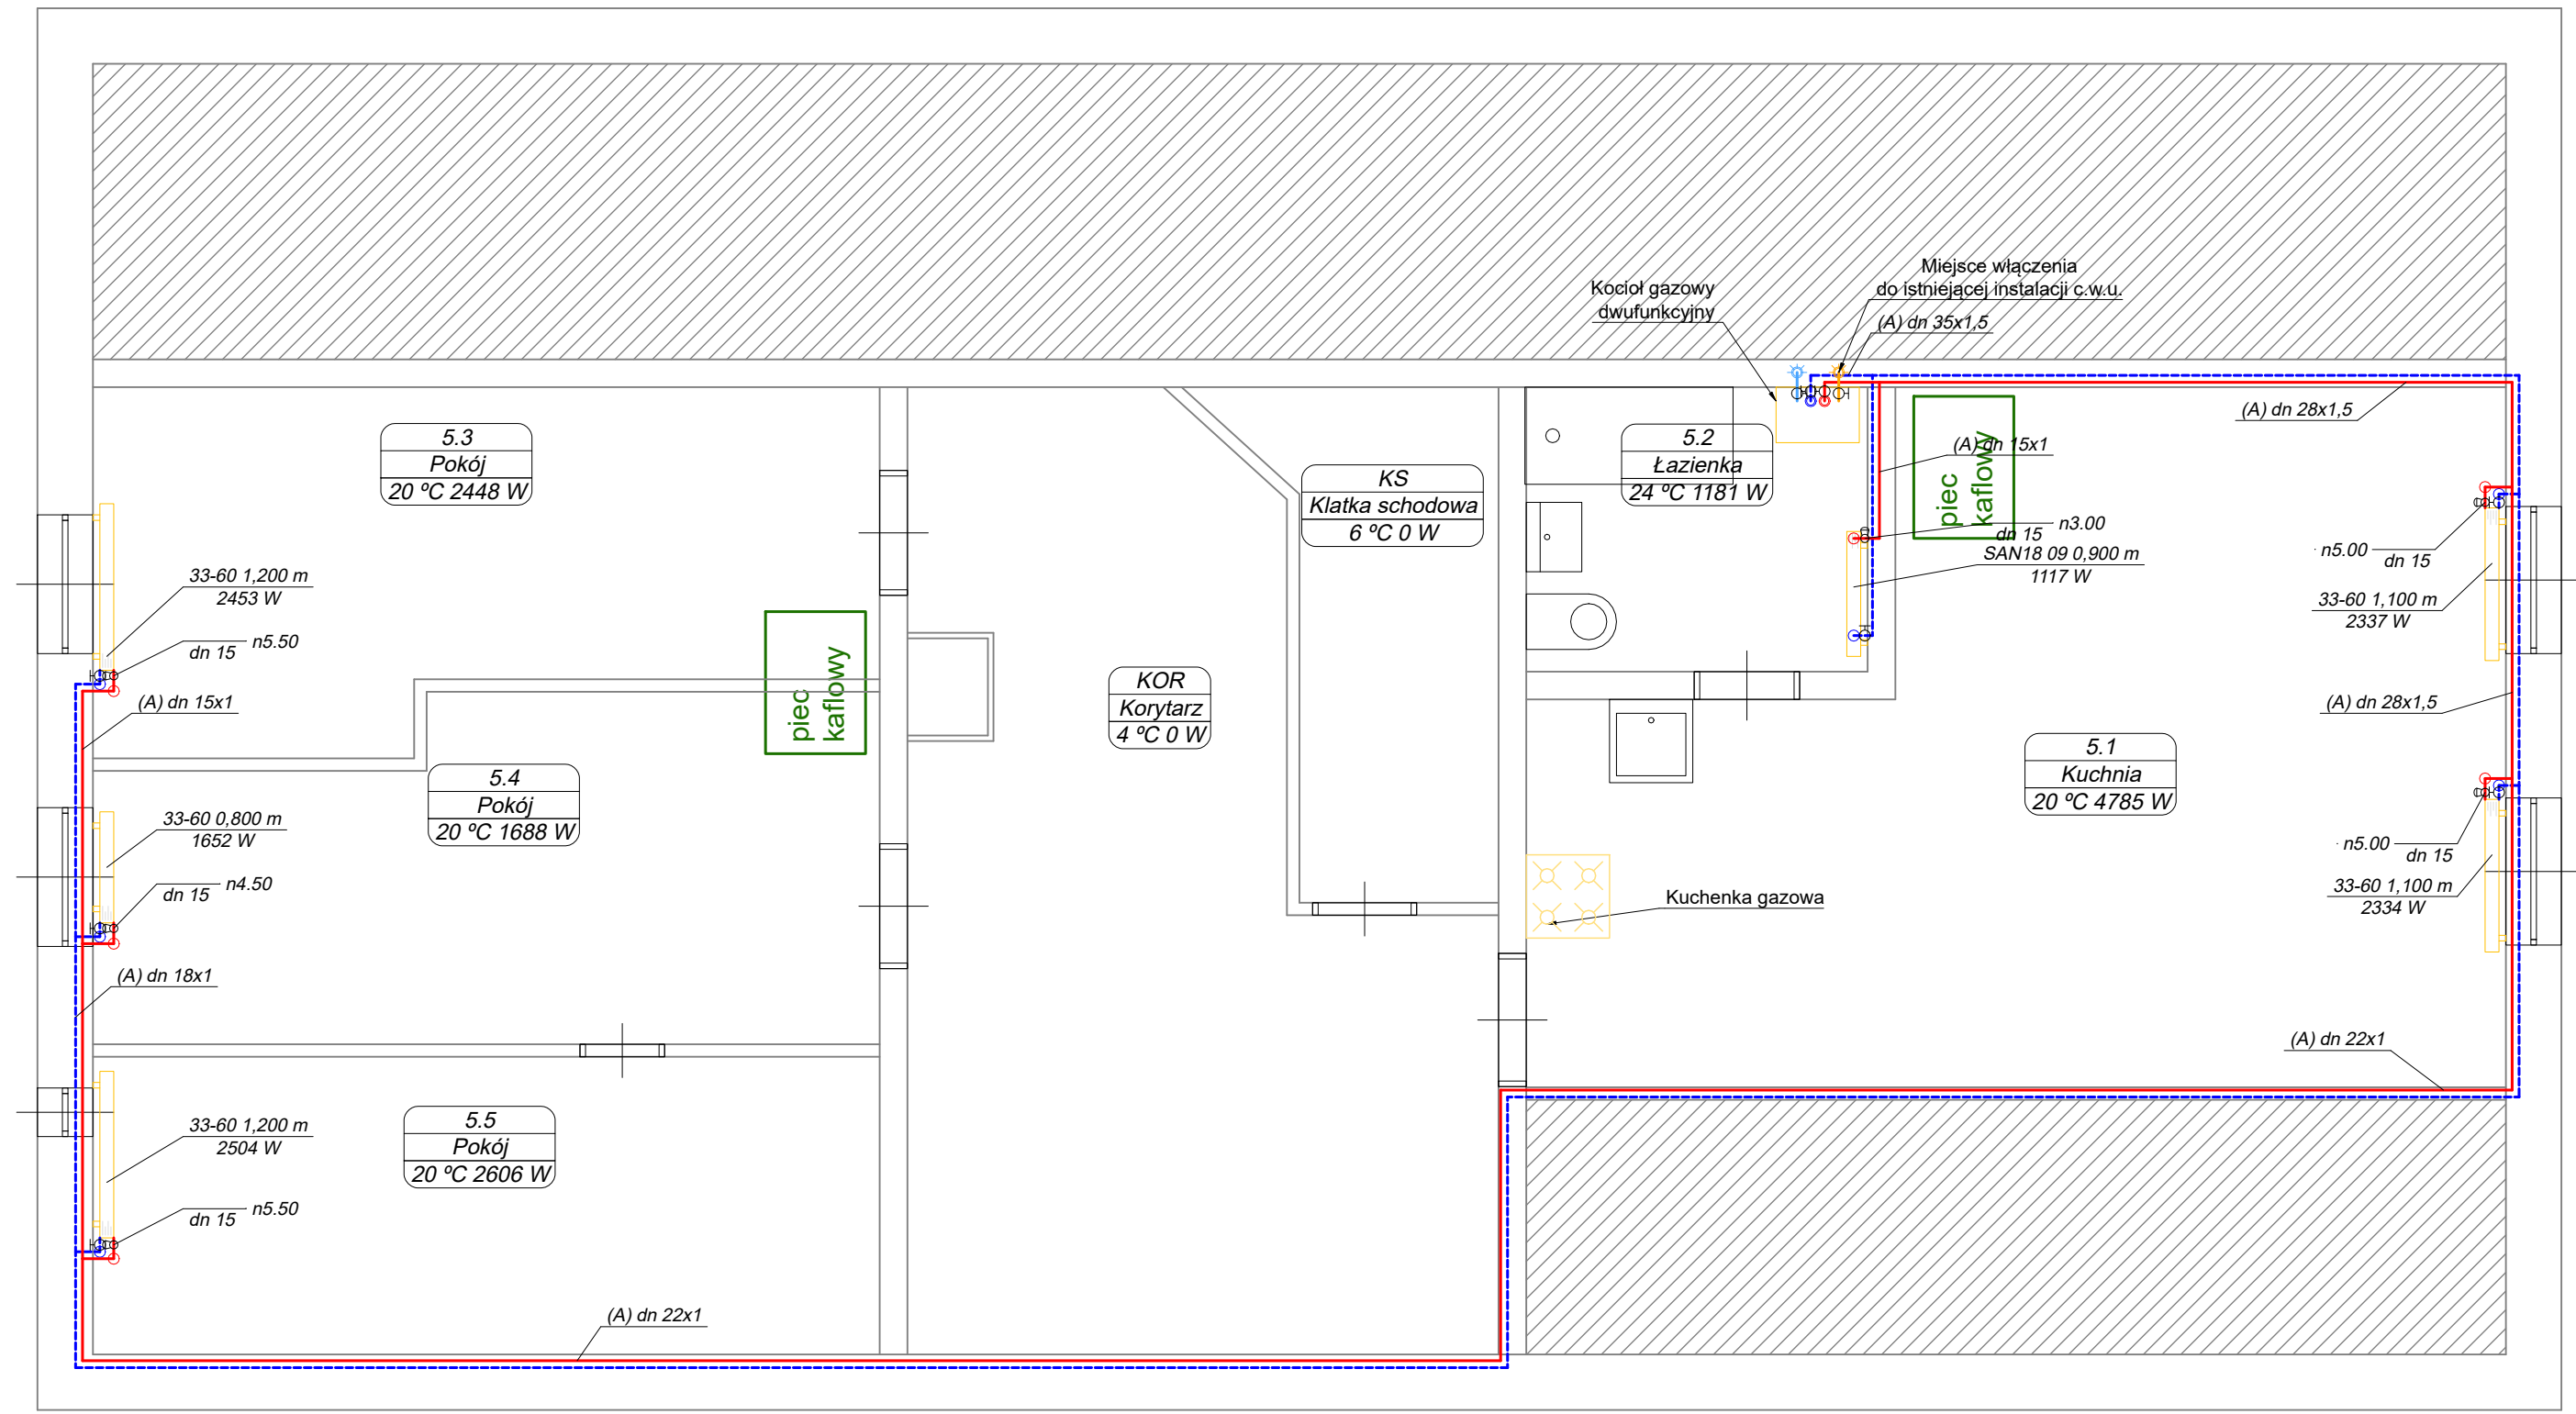 Miejsce włączenia
do istniejącej instalacji c.w.u.
Kocioł gazowy
dwufunkcyjny
(A) dn 35x1,5
(A) dn 28x1,5
5.3
Pokój
20 ºC 2448 W
KS
Klatka schodowa
6 ºC 0 W
5.2
Łazienka
24 ºC 1181 W
(A) dn 15x1
piec
kaflowy
n3.00
dn 15
SAN18 09 0,900 m
1117 W
n5.00
dn 15
33-60 1,100 m
2337 W
33-60 1,200 m
2453 W
n5.50
dn 15
(A) dn 15x1
piec
kaflowy
KOR
Korytarz
4 ºC 0 W
(A) dn 28x1,5
5.1
Kuchnia
20 ºC 4785 W
5.4
Pokój
20 ºC 1688 W
33-60 0,800 m
1652 W
n4.50
dn 15
n5.00
dn 15
33-60 1,100 m
2334 W
Kuchenka gazowa
(A) dn 18x1
(A) dn 22x1
5.5
Pokój
20 ºC 2606 W
33-60 1,200 m
2504 W
n5.50
dn 15
(A) dn 22x1